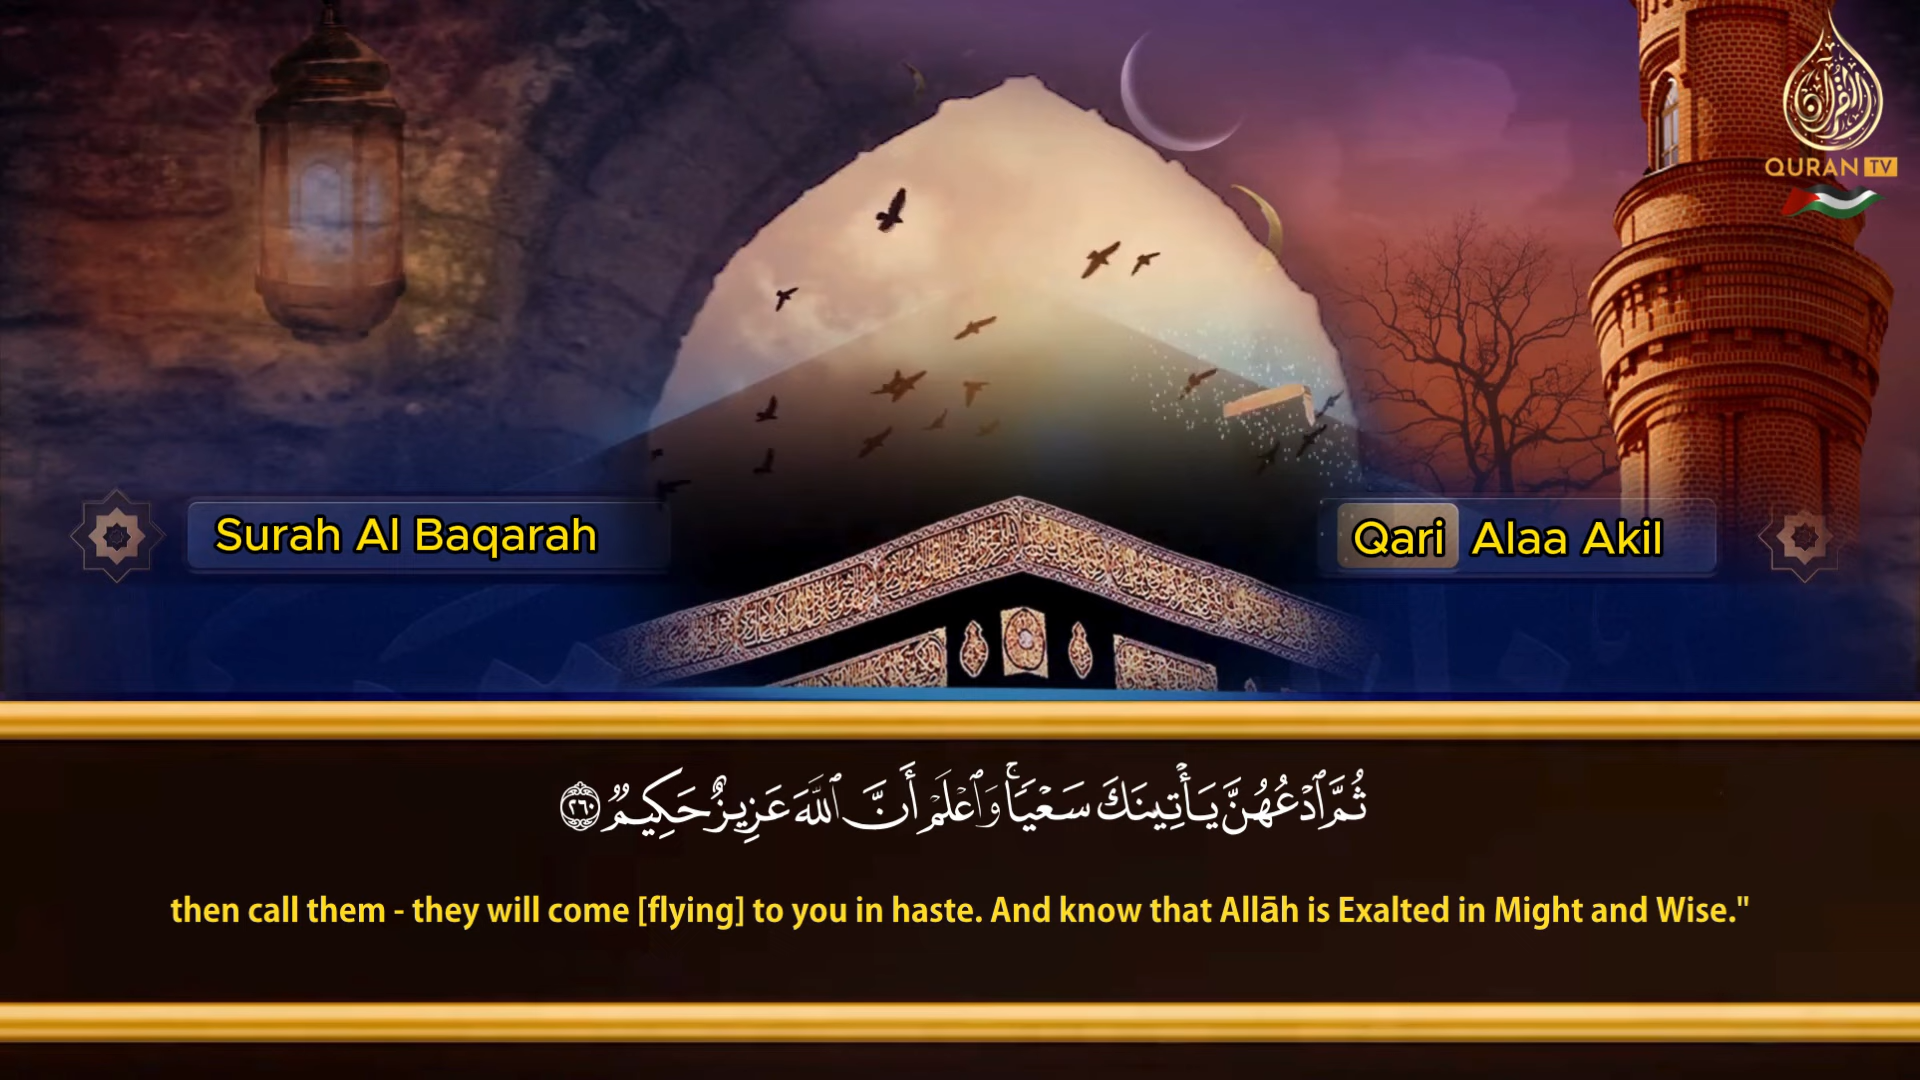 القرآن
QURAN TV
Surah Al Baqarah
Qari Alaa Akil
ثُمَّ ٱدْعُهُنَّ يَأْتِينَكَ سَعْيًا ۚ وَٱعْلَمْ أَنَّ ٱللَّهَ عَزِيزٌ حَكِيمٌ ٢٦٠
then call them - they will come [flying] to you in haste. And know that Allāh is Exalted in Might and Wise."